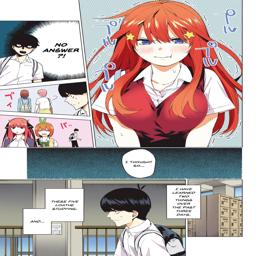 NO
ANSWER
?!
I THOUGHT
SO...
I HAVE
LEARNED
TWO
THINGS
OVER
THE PAST
THREE
DAYS.
THESE
FIVE
LOATHE
STUDYING.
AND...